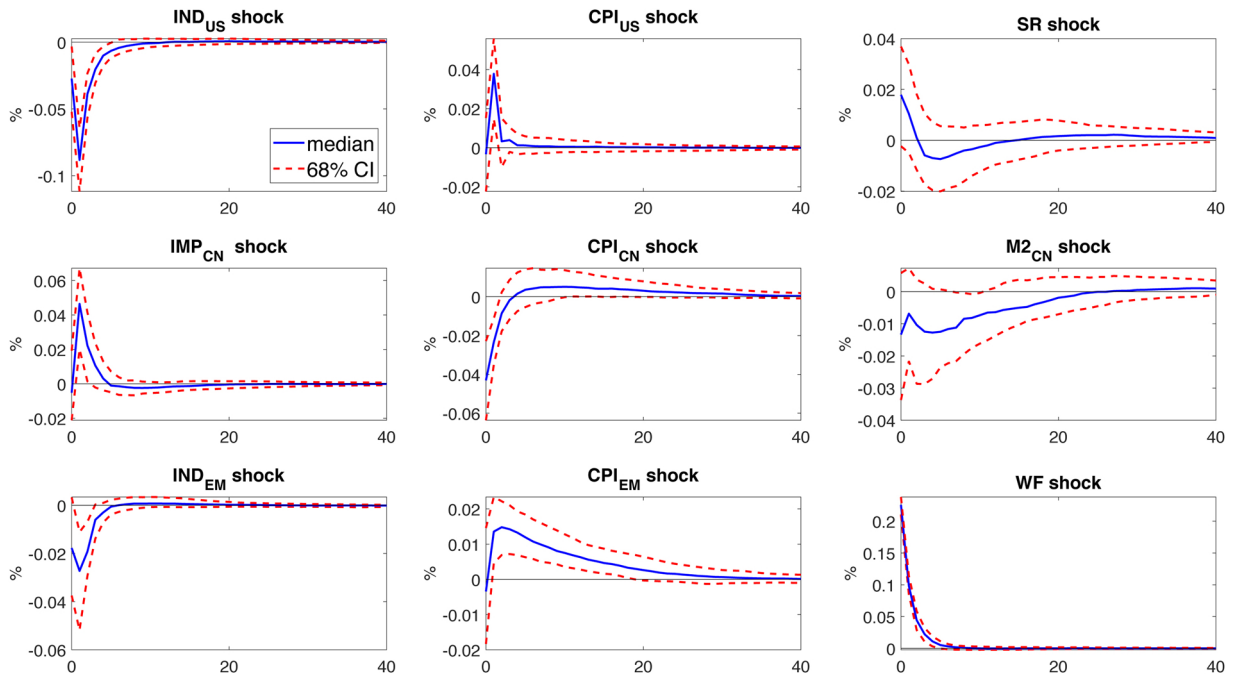 IND_US shock
0
-0.05
-0.1
%
0 20 40
median
68% CI
CPI_US shock
0.04
0.02
0
-0.02
%
0 20 40
SR shock
0.04
0.02
0
-0.02
%
0 20 40
IMP_CN shock
0.06
0.04
0.02
0
-0.02
%
0 20 40
CPI_CN shock
0
-0.02
-0.04
-0.06
%
0 20 40
M2_CN shock
0
-0.01
-0.02
-0.03
-0.04
%
0 20 40
IND_EM shock
0
-0.02
-0.04
-0.06
%
0 20 40
CPI_EM shock
0.02
0.01
0
-0.01
-0.02
%
0 20 40
WF shock
0.2
0.15
0.1
0.05
0
%
0 20 40